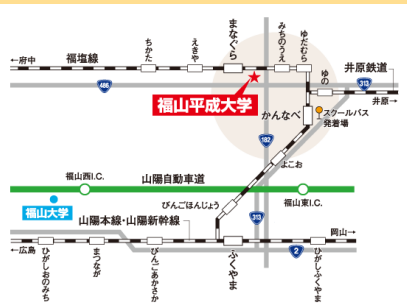 福塩線
←府中
ちかた
えきや
まなぐら
みちのうえ
ゆだむら
ゆの
井原鉄道
313
井原→
486
福山平成大学
かんなべ
スクールバス
発着場
182
よこお
福山西I.C.
山陽自動車道
福山大学
びんごほんじょう
福山東I.C.
山陽本線・山陽新幹線
313
岡山→
←広島
2
ひがしおのみち
まつなが
びんごあかさか
ふくやま
ひがしふくやま